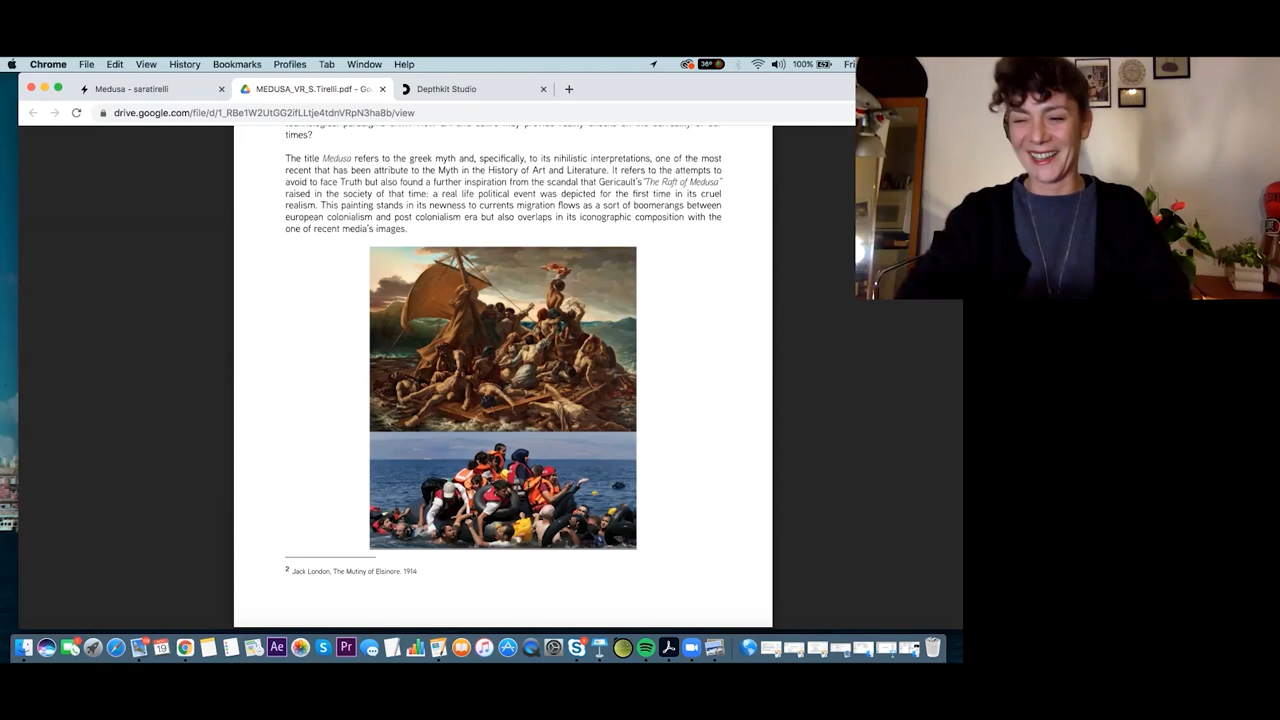 Chrome File Edit View History Bookmarks Profiles Tab Window Help 36° 100% Fri
Medusa - saratirelli MEDUSA_VR_S.Tirelli.pdf - Go Depthkit Studio
drive.google.com/file/d/1_RBe1W2UtGG2ifLLtje4tdnVRpN3ha8b/view
times?
The title Medusa refers to the greek myth and, specifically, to its nihilistic interpretations, one of the most
recent that has been attribute to the Myth in the History of Art and Literature. It refers to the attempts to
avoid to face Truth but also found a further inspiration from the scandal that Gericault's "The Raft of Medusa"
raised in the society of that time: a real life political event was depicted for the first time in its cruel
realism. This painting stands in its newness to currents migration flows as a sort of boomerangs between
european colonialism and post colonialism era but also overlaps in its iconographic composition with the
one of recent media's images.
2 Jack London, The Mutiny of Elsinore. 1914
19 Ae Pr